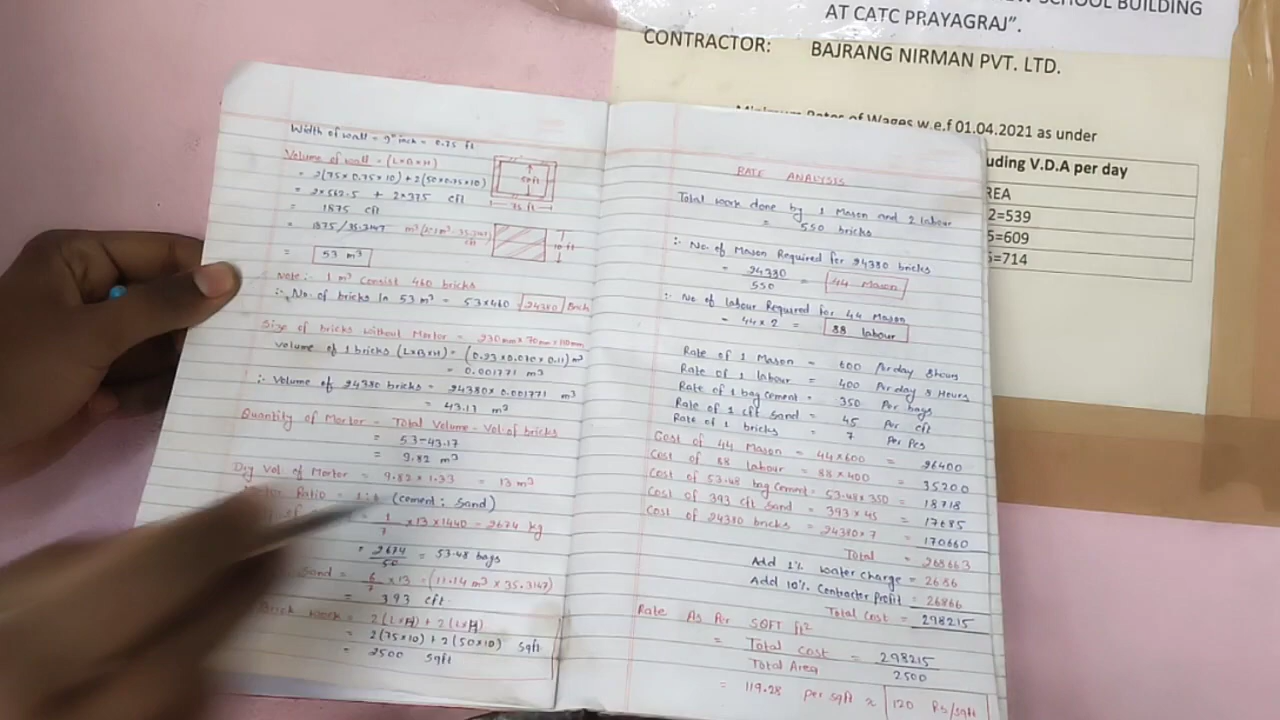 SCHOOL BUILDING
AT CATC PRAYAGRAJ”.
CONTRACTOR: BAJRANG NIRMAN PVT. LTD.
Minimum Rates of Wages w.e.f 01.04.2021 as under
uding V.D.A per day
REA
2=539
5=609
5=714
Width of wall = 9" inch = 0.75 ft
Volume of wall = (L×B×H)
= 2(75×0.75×10) + 2(50×0.75×10)
= 2×562.5 + 2×375 cft
= 1875 cft
= 1875/35.3147 m³
= 53 m³
50 ft
75 ft
10 ft
Note:- 1 m³ Consist 460 bricks
∴ No. of bricks in 53 m³ = 53×460 24380 Brick
Size of bricks without Morter = 230mm × 70mm × 110mm
Volume of 1 bricks (L×B×H) = (0.23×0.070×0.11) m³
= 0.001771 m³
∴ Volume of 24380 bricks = 24380×0.001771 m³
= 43.17 m³
Quantity of Morter = Total Volume - Vol. of bricks
= 53-43.17
= 9.82 m³
Dry Vol. of Morter = 9.82×1.33 = 13 m³
Ratio = 1:6 (cement : Sand)
1/7 ×13×1440 = 2674 kg
= 2674/50 = 53.48 bags
Sand = 6/7 ×13 = (11.14 m³ × 35.3147)
= 393 cft.
Brick work = 2(L×H) + 2(L×H)
= 2(75×10) + 2(50×10) Sqft
= 2500 Sqft
RATE ANALYSIS
Total work done by 1 Mason and 2 labour
= 550 bricks
∴ No. of Mason Required for 24380 bricks
= 24380/550 = 44 Mason
∴ No of labour Required for 44 Mason
= 44×2 = 88 labour
Rate of 1 Mason = 600 Per day 8 hours
Rate of 1 labour = 400 Per day 8 Hours
Rate of 1 bag cement = 350 Per bags
Rate of 1 cft Sand = 45 Per cft
Rate of 1 bricks = 7 Per Pcs
Cost of 44 Mason = 44×600 = 26400
Cost of 88 labour = 88×400 = 35200
Cost of 53.48 bag cement = 53.48×350 = 18718
Cost of 393 cft Sand = 393×45 = 17685
Cost of 24380 bricks = 24380×7 = 170660
Total = 268663
Add 1% water charge = 2686
Add 10% Contractor Profit = 26866
Total Cost = 298215
Rate As Per SQFT ft²
= Total Cost/Total Area = 298215/2500
= 119.28 per sqft ≈ 120 Rs/sqft